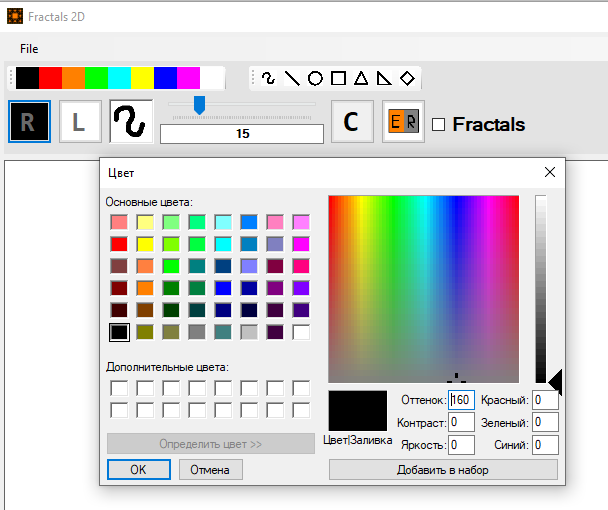 Fractals 2D
File
R
L
15
C
E R
Fractals
Цвет
Основные цвета:
Дополнительные цвета:
Определить цвет >>
OK
Отмена
Цвет|Заливка
Оттенок: 160
Контраст: 0
Яркость: 0
Красный: 0
Зеленый: 0
Синий: 0
Добавить в набор